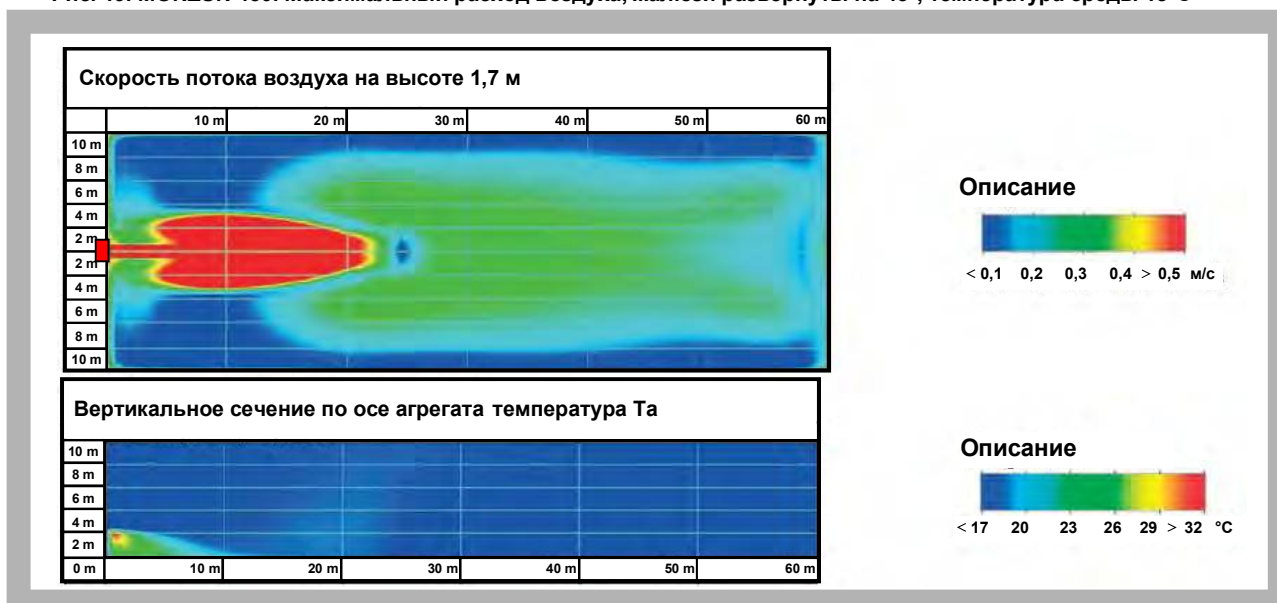 Скорость потока воздуха на высоте 1,7 м
10 m 20 m 30 m 40 m 50 m 60 m
10 m
8 m
6 m
4 m
2 m
2 m
4 m
6 m
8 m
10 m
Описание
< 0,1 0,2 0,3 0,4 > 0,5 м/с
Вертикальное сечение по осе агрегата температура Ta
10 m
8 m
6 m
4 m
2 m
0 m 10 m 20 m 30 m 40 m 50 m 60 m
Описание
< 17 20 23 26 29 > 32 °C